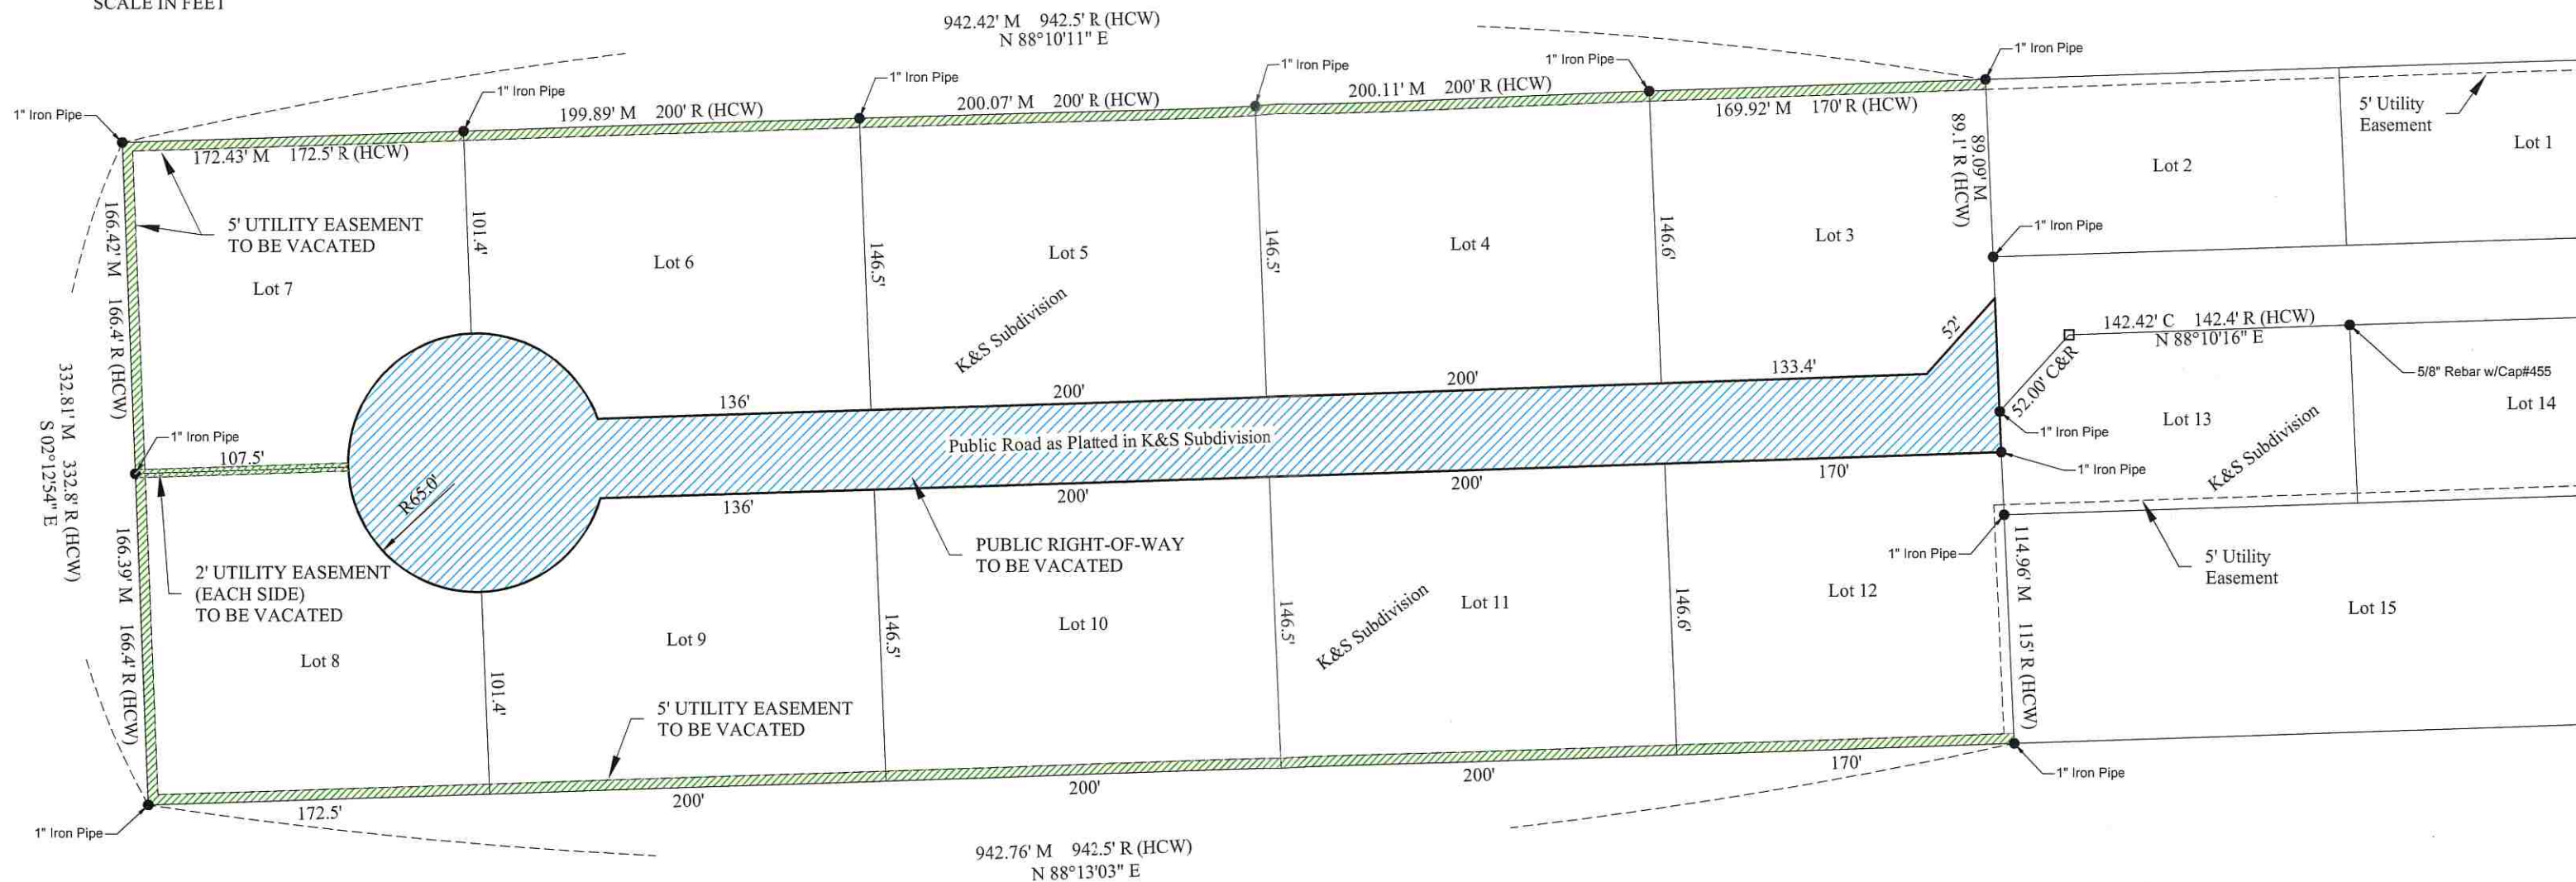 SCALE IN FEET
942.42' M 942.5' R (HCW)
N 88°10'11" E
1" Iron Pipe
1" Iron Pipe
1" Iron Pipe
1" Iron Pipe
1" Iron Pipe
1" Iron Pipe
172.43' M 172.5' R (HCW)
199.89' M 200' R (HCW)
200.07' M 200' R (HCW)
200.11' M 200' R (HCW)
169.92' M 170' R (HCW)
89.09' M
89.1' R (HCW)
5' Utility
Easement
Lot 1
Lot 2
5' UTILITY EASEMENT
TO BE VACATED
166.42' M 166.4' R (HCW)
101.4'
146.5'
146.5'
146.6'
Lot 7
Lot 6
Lot 5
Lot 4
Lot 3
1" Iron Pipe
K&S Subdivision
52'
142.42' C 142.4' R (HCW)
N 88°10'16" E
52.00' C&R
5/8" Rebar w/Cap#455
Lot 13
Lot 14
K&S Subdivision
136'
200'
200'
133.4'
332.81' M 332.8' R (HCW)
S 02°12'54" E
1" Iron Pipe
107.5'
Public Road as Platted in K&S Subdivision
1" Iron Pipe
1" Iron Pipe
R65.0'
136'
200'
200'
170'
2' UTILITY EASEMENT
(EACH SIDE)
TO BE VACATED
PUBLIC RIGHT-OF-WAY
TO BE VACATED
1" Iron Pipe
5' Utility
Easement
166.39' M 166.4' R (HCW)
101.4'
146.5'
146.5'
146.6'
114.96' M 115' R (HCW)
Lot 8
Lot 9
Lot 10
K&S Subdivision
Lot 11
Lot 12
Lot 15
5' UTILITY EASEMENT
TO BE VACATED
1" Iron Pipe
172.5'
200'
200'
200'
170'
1" Iron Pipe
942.76' M 942.5' R (HCW)
N 88°13'03" E